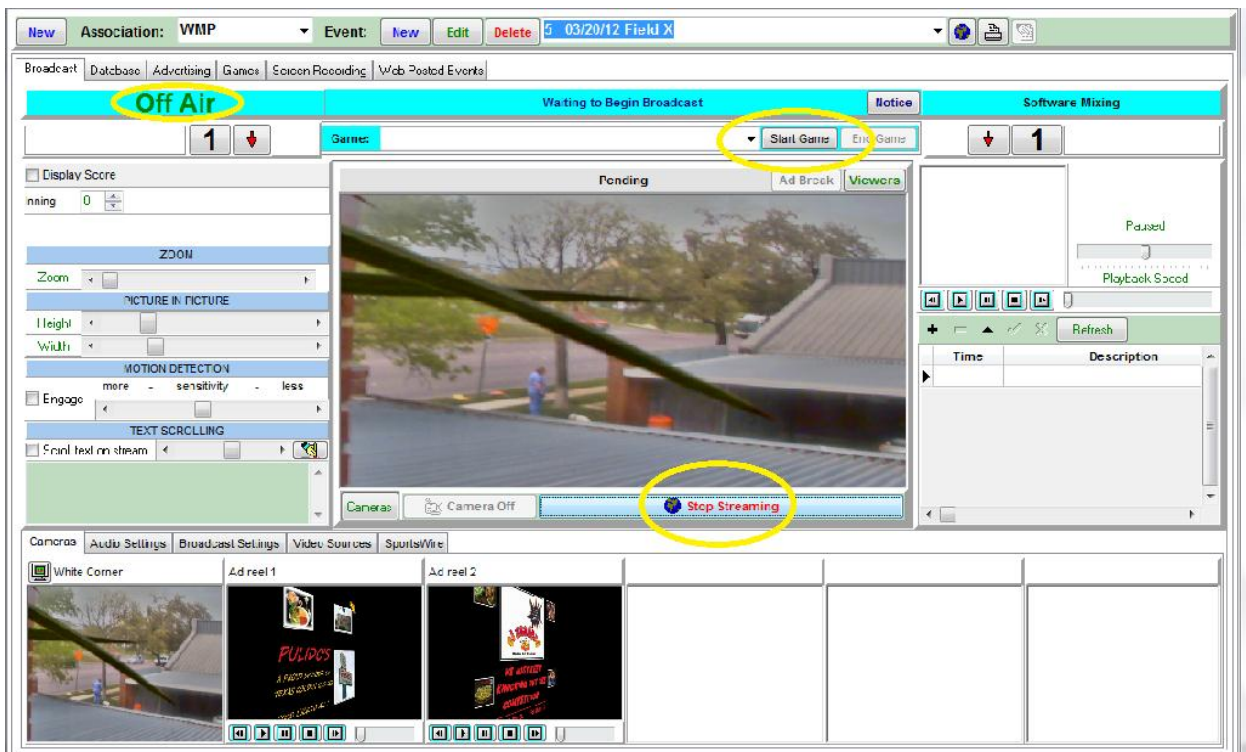 New Association: WMP Event: New Edit Delete 5 03/20/12 Field X
Broadcast Database Advertising Games Screen Recording Web Posted Events
Off Air Waiting to Begin Broadcast Notice Software Mixing
1 Game: Start Game End Game 1
Display Score
nning 0
Pending Ad Break Viewers
Paused
ZOOM
Zoom
Playback Speed
PICTURE IN PICTURE
Height
Width
Refresh
MOTION DETECTION
Time Description
more - sensitivity - less
Engage
TEXT SCROLLING
Scroll text on stream
Cameras Camera Off Stop Streaming
Cameras Audio Settings Broadcast Settings Video Sources SportsWire
White Corner Ad reel 1 Ad reel 2
PULIDO'S